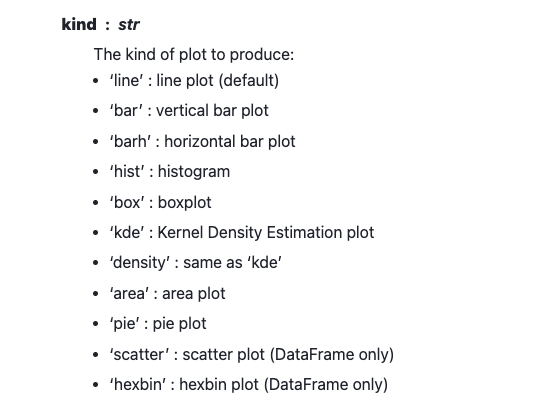 kind : str
The kind of plot to produce:
• ‘line’ : line plot (default)
• ‘bar’ : vertical bar plot
• ‘barh’ : horizontal bar plot
• ‘hist’ : histogram
• ‘box’ : boxplot
• ‘kde’ : Kernel Density Estimation plot
• ‘density’ : same as ‘kde’
• ‘area’ : area plot
• ‘pie’ : pie plot
• ‘scatter’ : scatter plot (DataFrame only)
• ‘hexbin’ : hexbin plot (DataFrame only)